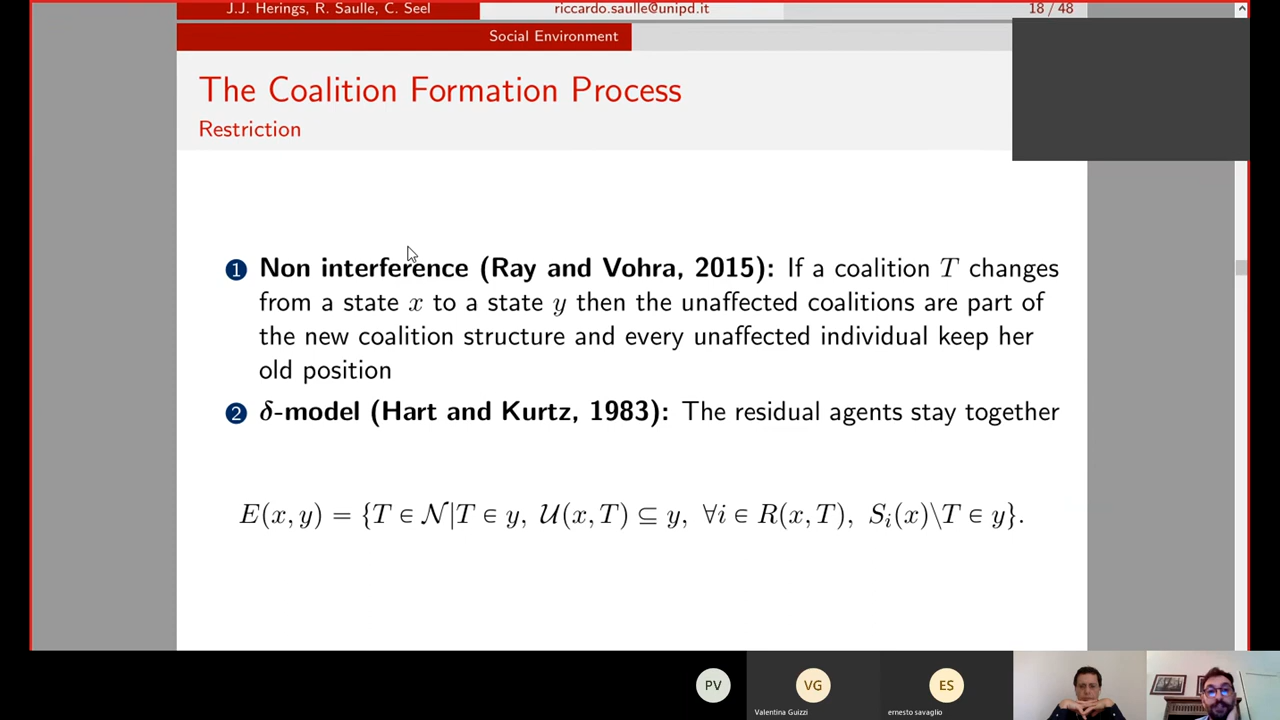 J.J. Herings, R. Saulle, C. Seel riccardo.saulle@unipd.it 18 / 48
Social Environment
The Coalition Formation Process
Restriction
1 Non interference (Ray and Vohra, 2015): If a coalition T changes
from a state x to a state y then the unaffected coalitions are part of
the new coalition structure and every unaffected individual keep her
old position
2 δ-model (Hart and Kurtz, 1983): The residual agents stay together
E(x, y) = {T ∈ 𝒩|T ∈ y, 𝒰(x, T) ⊆ y, ∀i ∈ R(x, T), S_i(x)\T ∈ y}.
PV VG ES
Valentina Guizzi ernesto savaglio